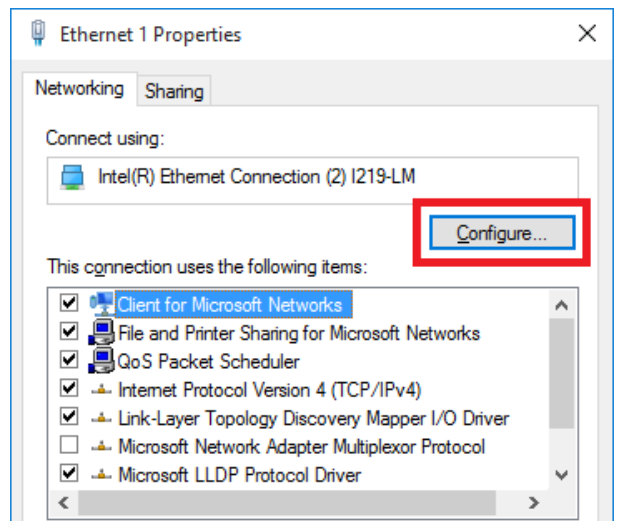 Ethernet 1 Properties
Networking
Sharing
Connect using:
Intel(R) Ethernet Connection (2) I219-LM
Configure...
This connection uses the following items:
Client for Microsoft Networks
File and Printer Sharing for Microsoft Networks
QoS Packet Scheduler
Internet Protocol Version 4 (TCP/IPv4)
Link-Layer Topology Discovery Mapper I/O Driver
Microsoft Network Adapter Multiplexor Protocol
Microsoft LLDP Protocol Driver